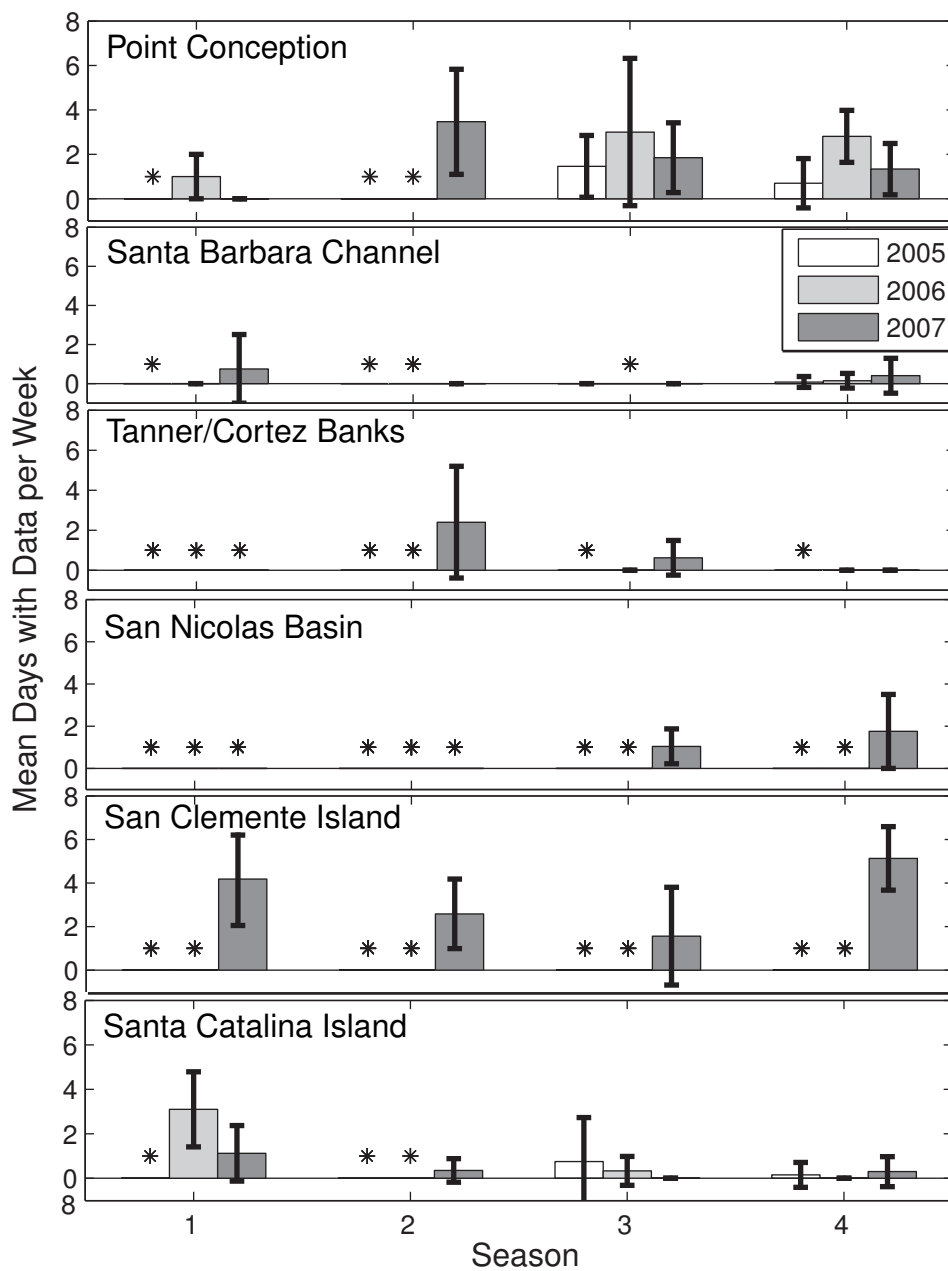 Mean Days with Data per Week
8
6
4
2
0
Point Conception
* * *
8
6
4
2
0
Santa Barbara Channel
2005
2006
2007
* * * *
8
6
4
2
0
Tanner/Cortez Banks
* * * * * * *
8
6
4
2
0
San Nicolas Basin
* * * * * * * * * *
8
6
4
2
0
San Clemente Island
* * * * * * * *
8
6
4
2
0
8
Santa Catalina Island
* * *
1 2 3 4
Season